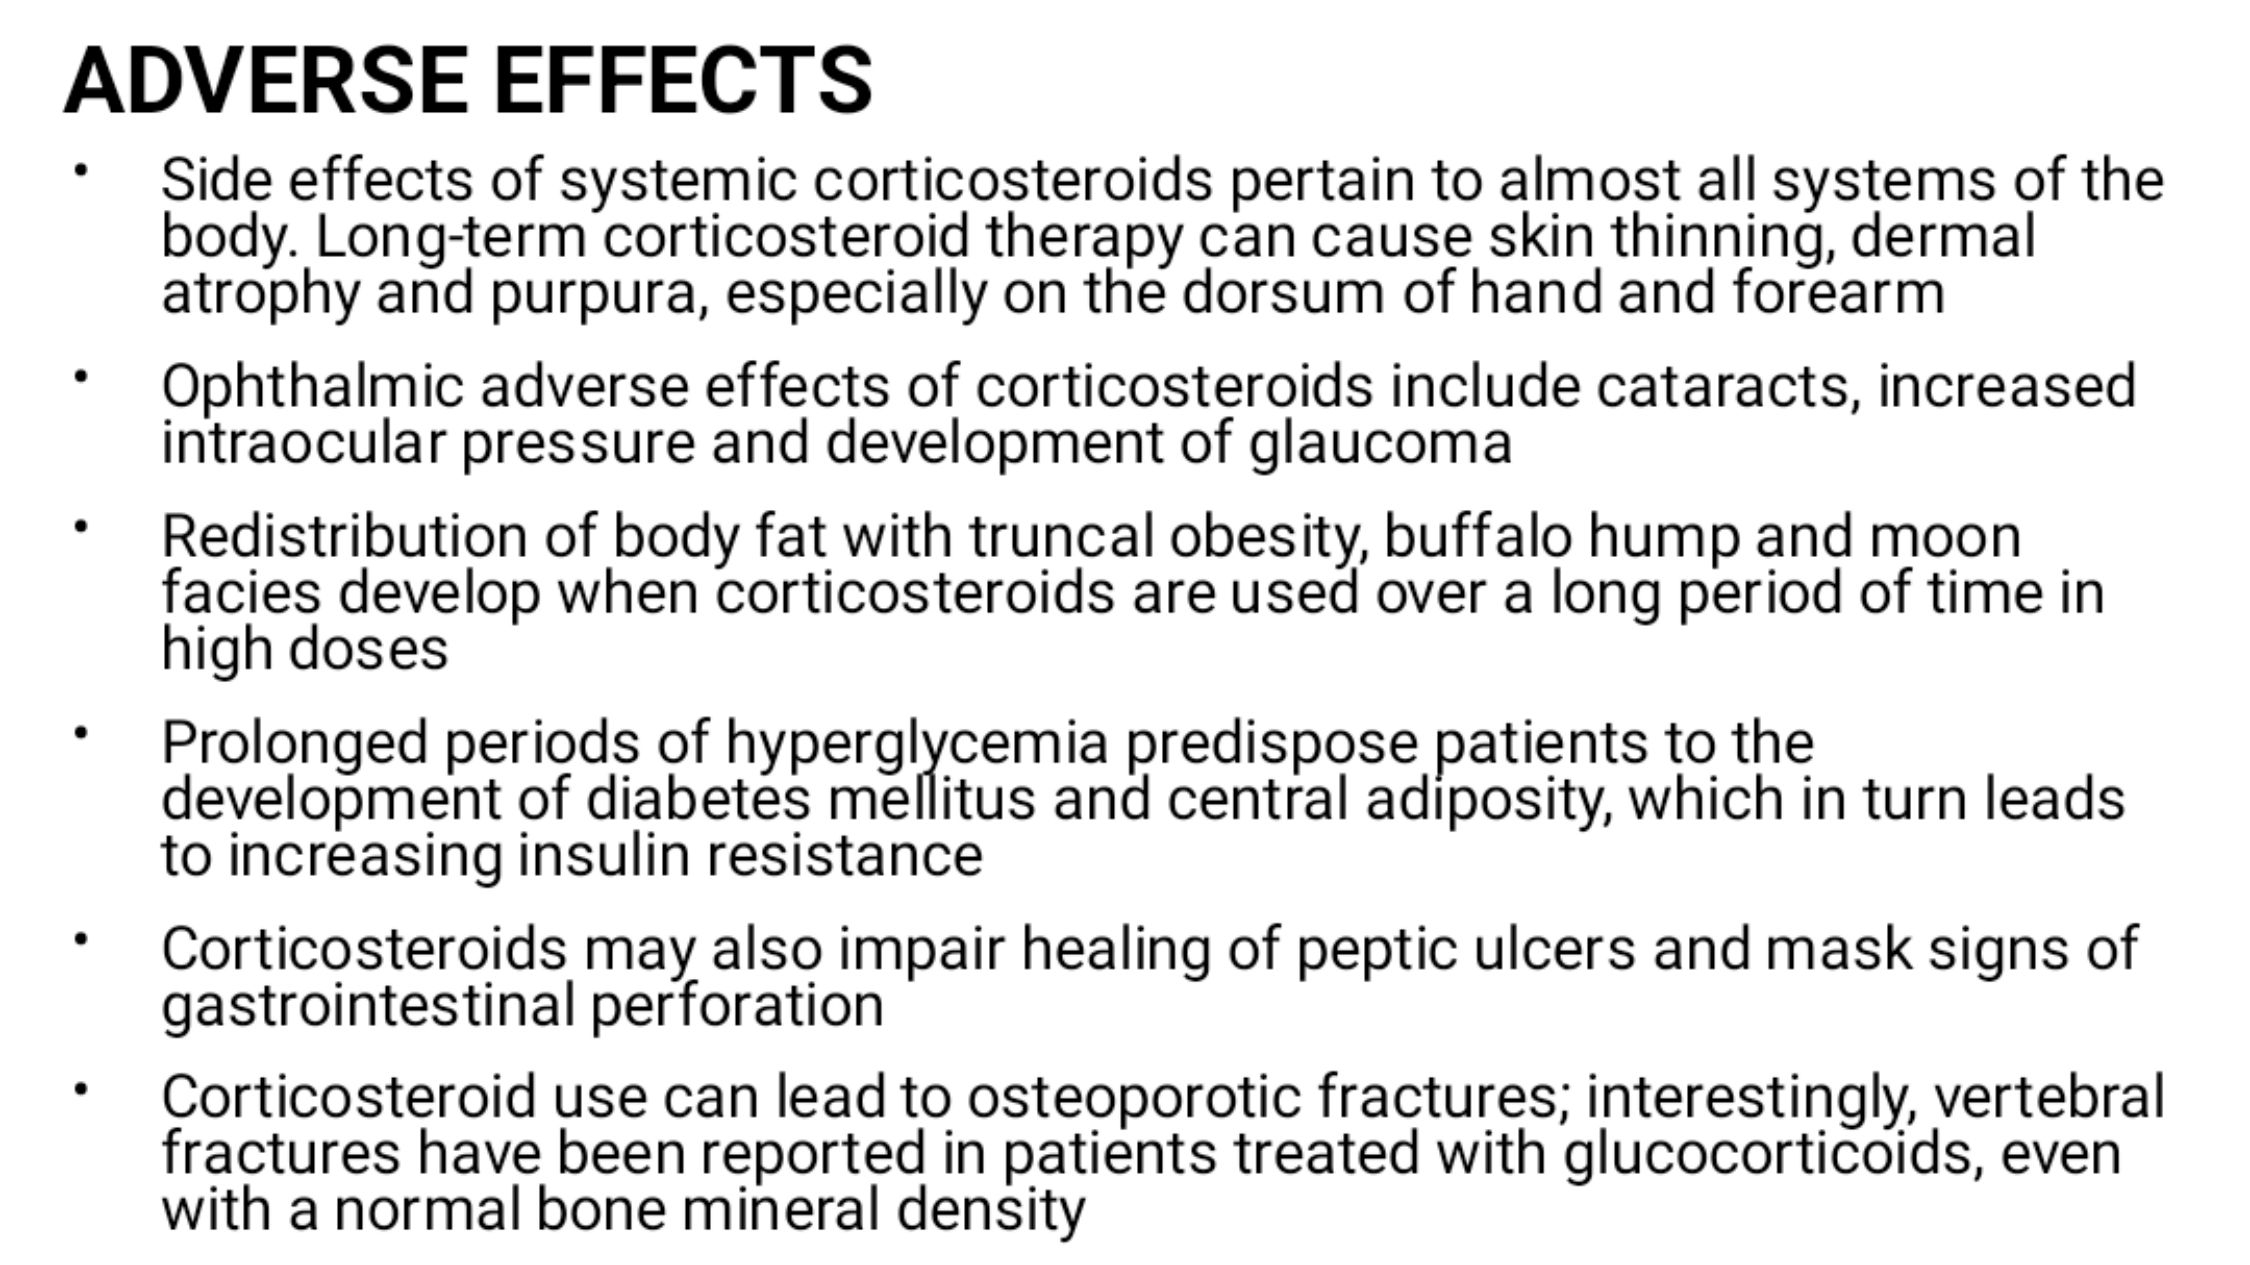 ADVERSE EFFECTS
• Side effects of systemic corticosteroids pertain to almost all systems of the
body. Long-term corticosteroid therapy can cause skin thinning, dermal
atrophy and purpura, especially on the dorsum of hand and forearm
• Ophthalmic adverse effects of corticosteroids include cataracts, increased
intraocular pressure and development of glaucoma
• Redistribution of body fat with truncal obesity, buffalo hump and moon
facies develop when corticosteroids are used over a long period of time in
high doses
• Prolonged periods of hyperglycemia predispose patients to the
development of diabetes mellitus and central adiposity, which in turn leads
to increasing insulin resistance
• Corticosteroids may also impair healing of peptic ulcers and mask signs of
gastrointestinal perforation
• Corticosteroid use can lead to osteoporotic fractures; interestingly, vertebral
fractures have been reported in patients treated with glucocorticoids, even
with a normal bone mineral density